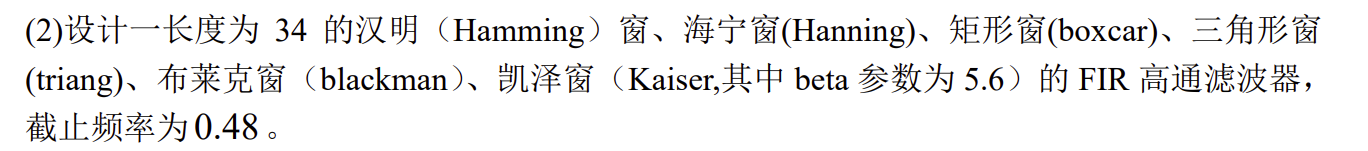 (2)设计一长度为 34 的汉明（Hamming）窗、海宁窗(Hanning)、矩形窗(boxcar)、三角形窗
(triang)、布莱克窗（blackman）、凯泽窗（Kaiser,其中 beta 参数为 5.6）的 FIR 高通滤波器，
截止频率为0.48。